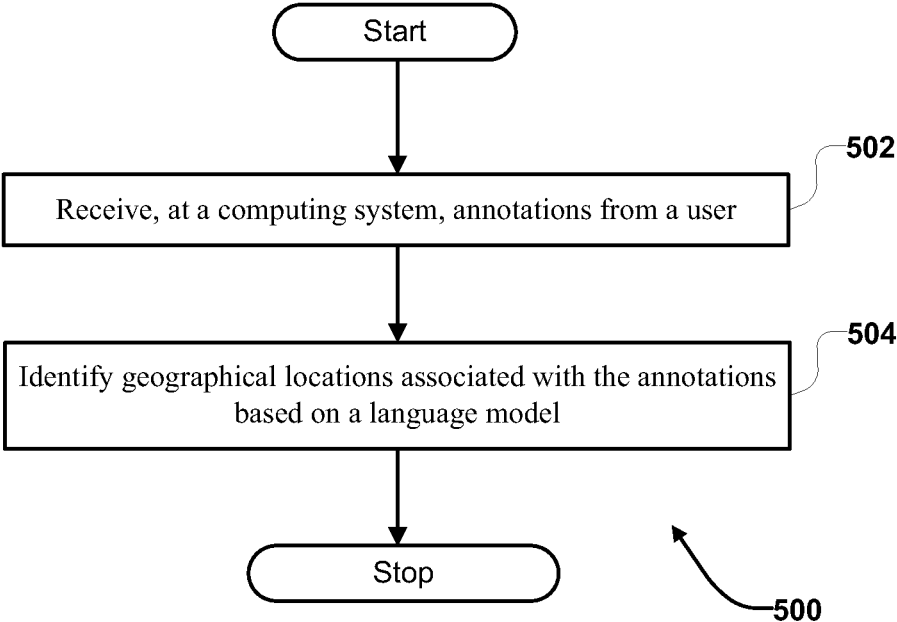 Start
502
Receive, at a computing system, annotations from a user
504
Identify geographical locations associated with the annotations
based on a language model
Stop
500